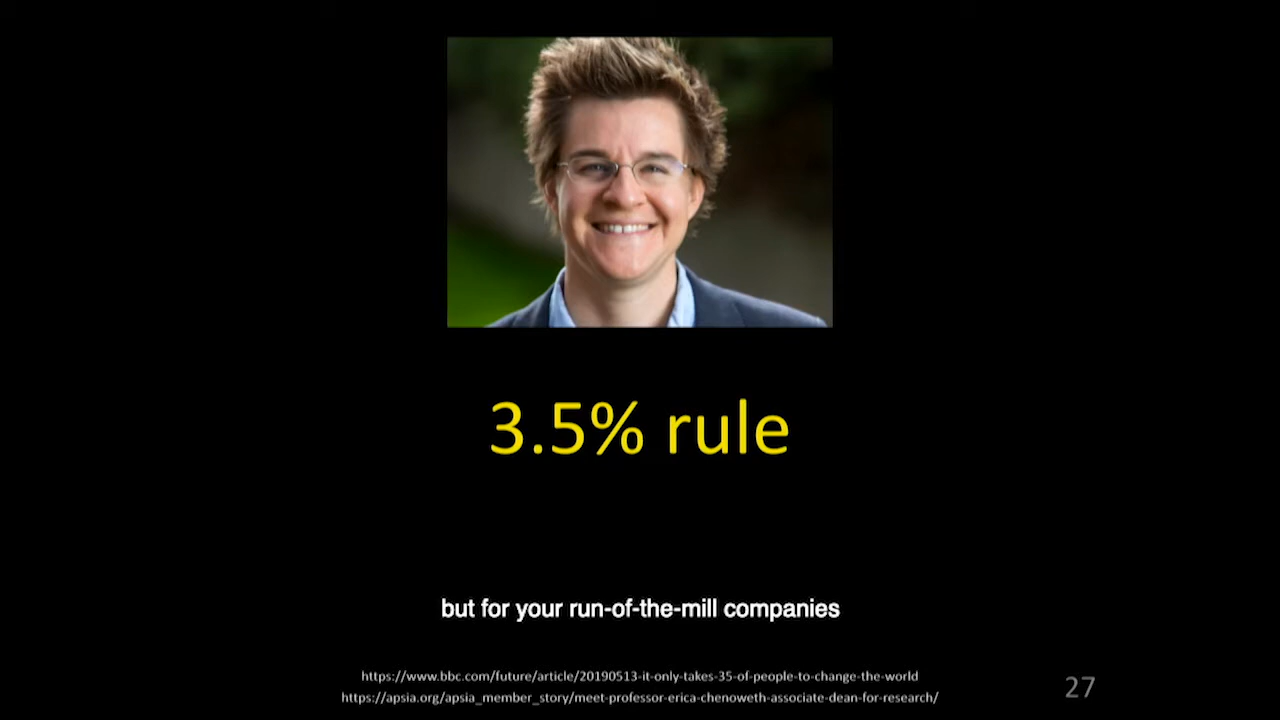 3.5% rule
but for your run-of-the-mill companies
https://www.bbc.com/future/article/20190513-it-only-takes-35-of-people-to-change-the-world
https://apsia.org/apsia_member_story/meet-professor-erica-chenoweth-associate-dean-for-research/
27